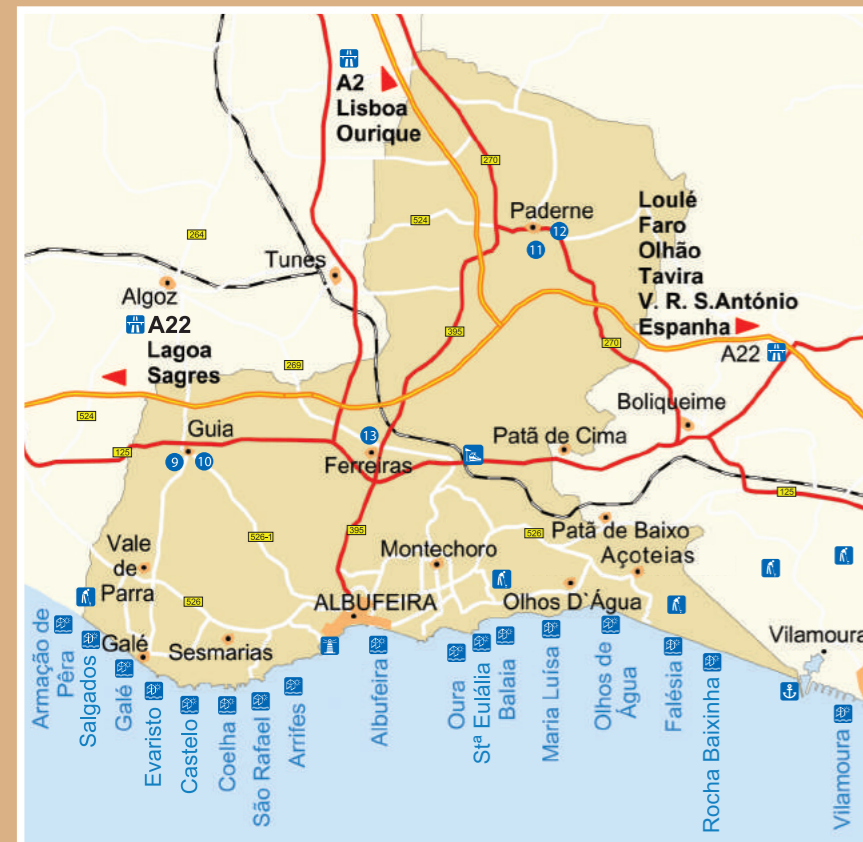 A2
Lisboa
Ourique
270
Paderne
12
11
524
264
Tunes
Algoz
Loulé
Faro
Olhão
Tavira
V. R. S.António
Espanha
A22
A22
Lagoa
Sagres
395
270
269
524
125
Guia
9
10
13
Ferreiras
Patã de Cima
Boliqueime
125
526-1
395
526
Patã de Baixo
Açoteias
Montechoro
Vale
de
Parra
526
ALBUFEIRA
Olhos D`Água
Galé
Sesmarias
Vilamoura
Armação de
Pêra
Salgados
Galé
Evaristo
Castelo
Coelha
São Rafael
Arrifes
Albufeira
Oura
Stª Eulália
Balaia
Maria Luísa
Olhos de
Água
Falésia
Rocha Baixinha
Vilamoura